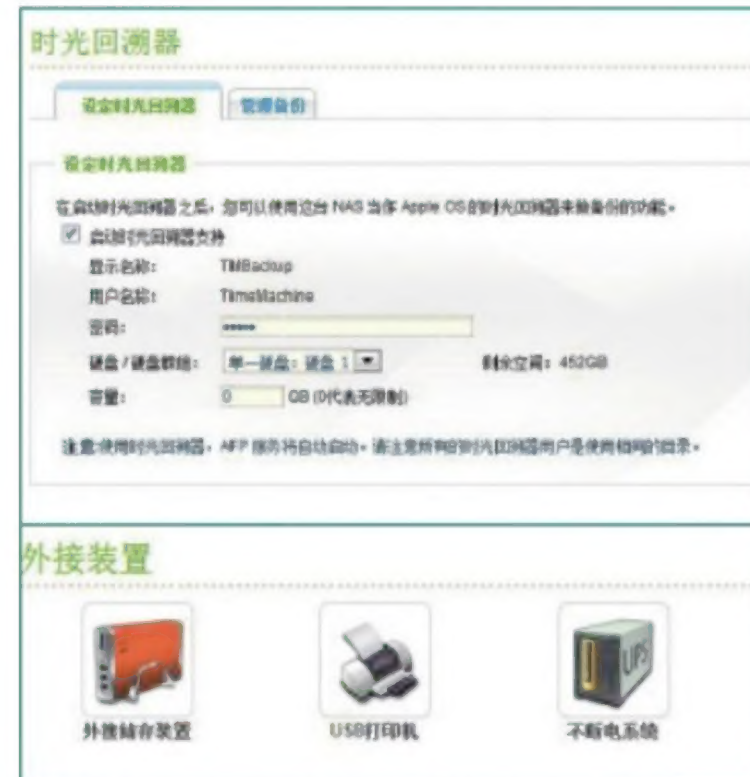 时光回溯器
设定时光回溯器 管理备份
设定时光回溯器
在启动时光回溯器之后，您可以使用这台 NAS 当作 Apple OS 的时光回溯器来做备份的功能。
启动时光回溯器支持
显示名称： TMBackup
用户名称： TimeMachine
密码： •••••
硬盘 / 硬盘群组： 单一硬盘：硬盘 1 剩余空间：452GB
容量： 0 GB (0代表无限制)
注意:使用时光回溯器，AFP 服务将自动启动。请注意所有的时光回溯器用户是使用相同的目录。
外接装置
外接储存装置 USB打印机 不断电系统
UPS